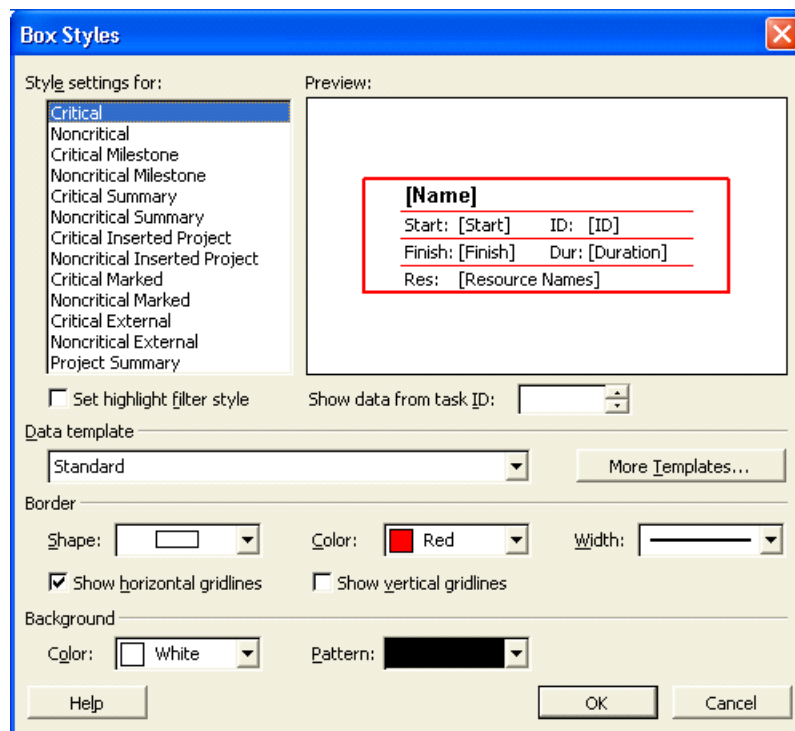 Box Styles
Style settings for:
Preview:
Critical
Noncritical
Critical Milestone
Noncritical Milestone
Critical Summary
Noncritical Summary
Critical Inserted Project
Noncritical Inserted Project
Critical Marked
Noncritical Marked
Critical External
Noncritical External
Project Summary
[Name]
Start: [Start] ID: [ID]
Finish: [Finish] Dur: [Duration]
Res: [Resource Names]
Set highlight filter style
Show data from task ID:
Data template
Standard
More Templates...
Border
Shape:
Color: Red
Width:
Show horizontal gridlines
Show vertical gridlines
Background
Color: White
Pattern:
Help
OK
Cancel